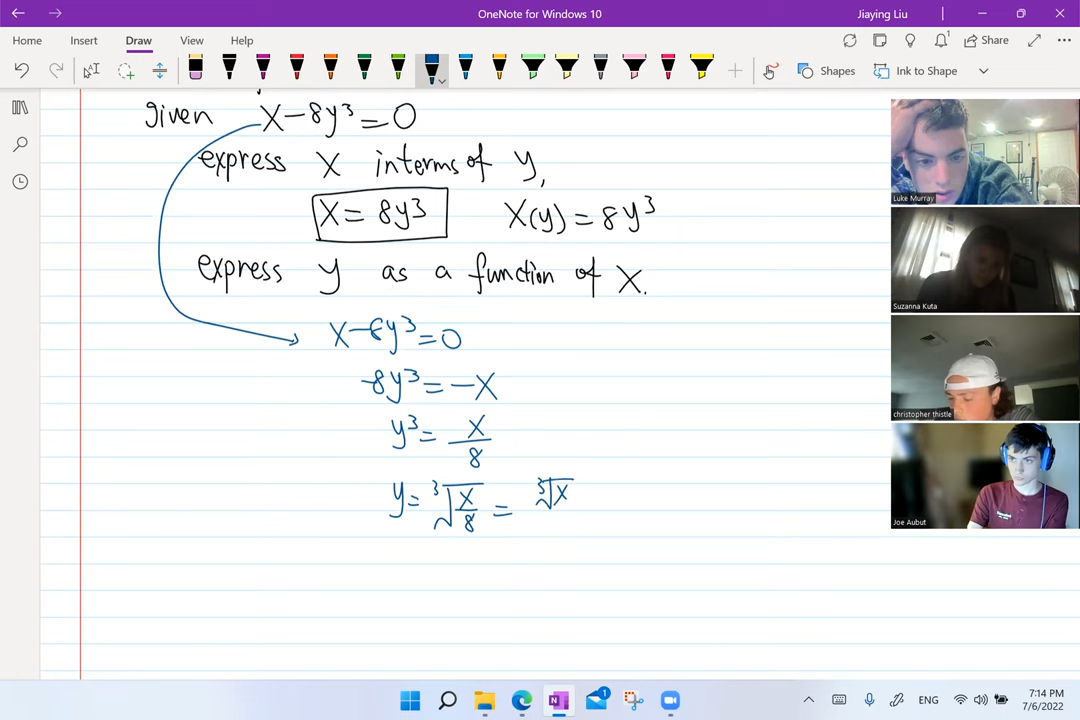 OneNote for Windows 10
Jiaying Liu
Home Insert Draw View Help
Share
Shapes
Ink to Shape
given X-8y³=0
express X interms of y,
X=8y³ X(y)=8y³
express y as a function of X.
X-8y³=0
-8y³=-X
y³=X/8
y=∛(X/8)=∛X
Luke Murray
Suzanna Kuta
christopher thistle
Joe Aubut
1
ENG
7:14 PM
7/6/2022